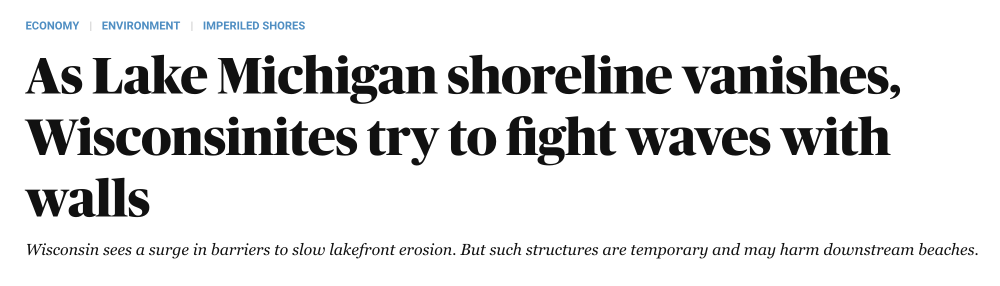 ECONOMY | ENVIRONMENT | IMPERILED SHORES
As Lake Michigan shoreline vanishes,
Wisconsinites try to fight waves with
walls
Wisconsin sees a surge in barriers to slow lakefront erosion. But such structures are temporary and may harm downstream beaches.